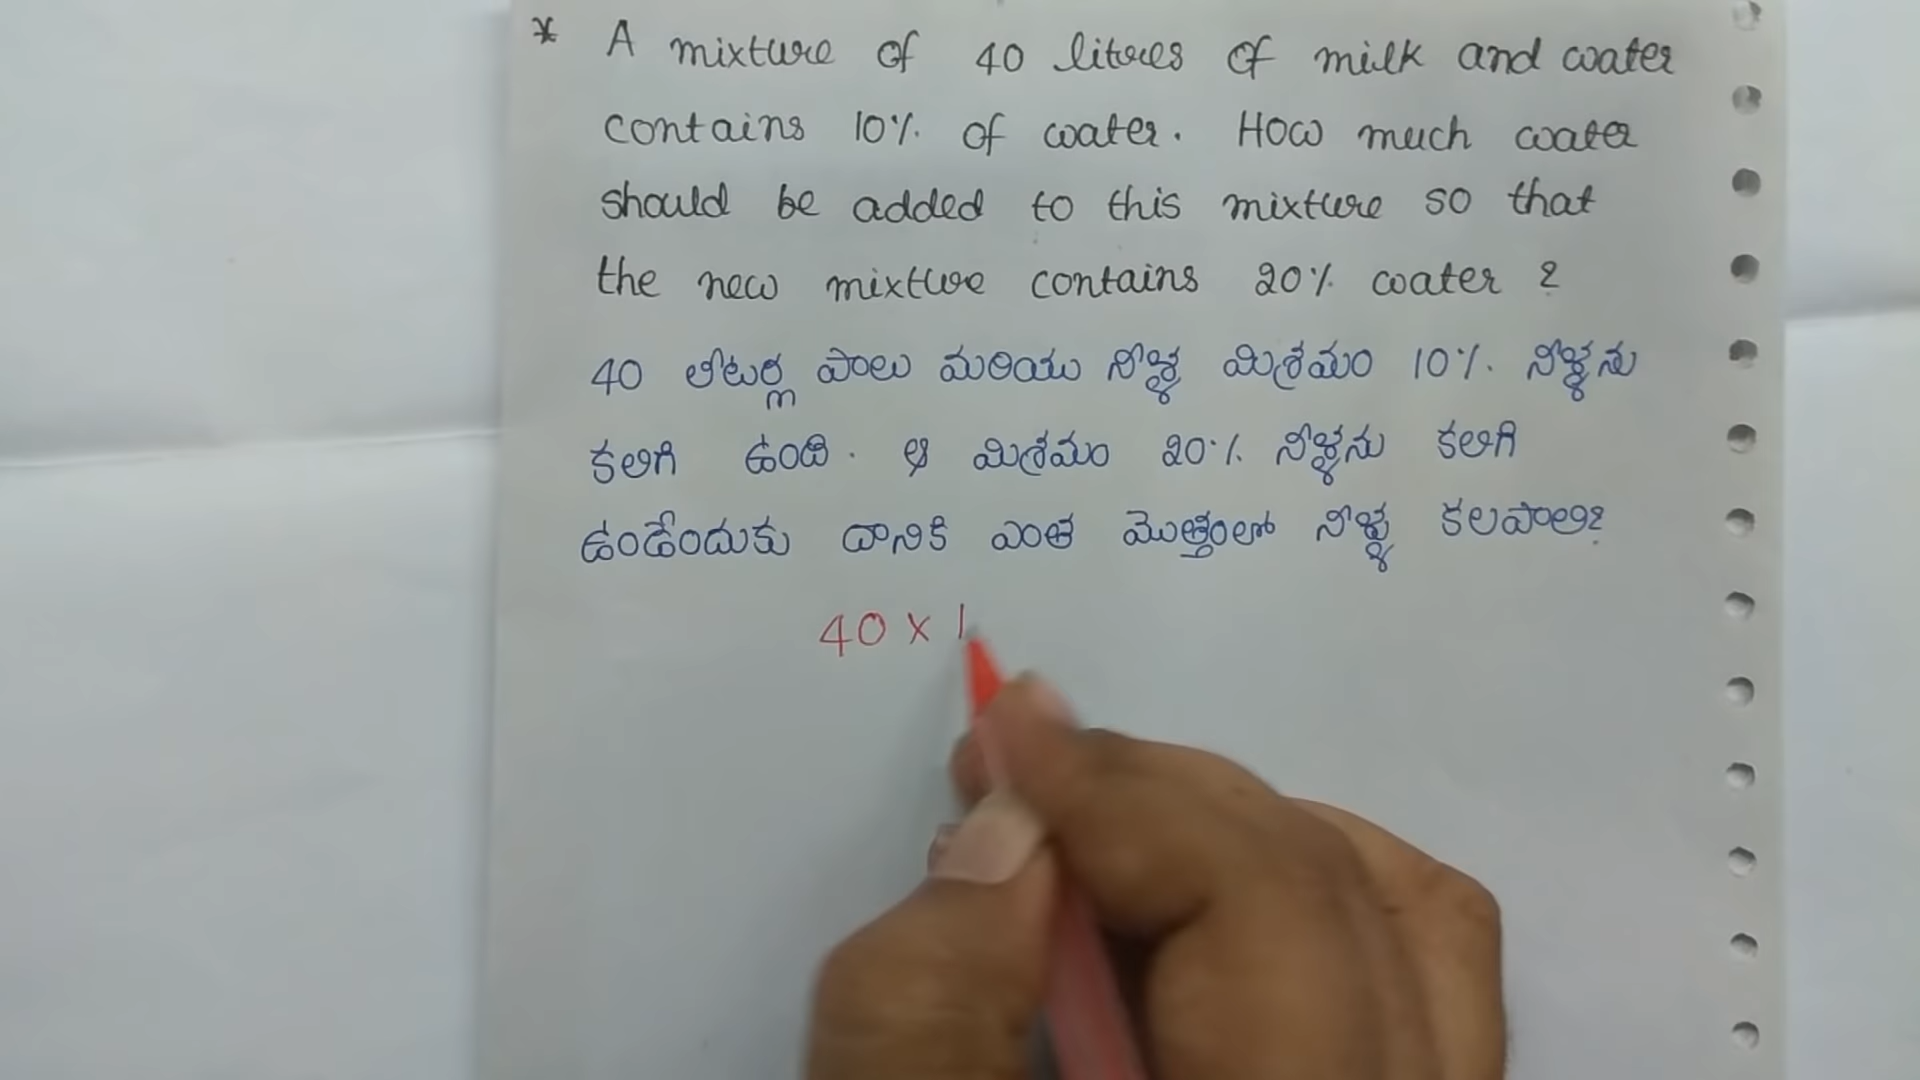 * A mixture of 40 litres of milk and water
contains 10% of water. How much water
should be added to this mixture so that
the new mixture contains 20% water ?
40 లీటర్ల పాలు మరియు నీళ్ళ మిశ్రమం 10% నీళ్ళను
కలిగి ఉంది. ఆ మిశ్రమం 20% నీళ్ళను కలిగి
ఉండేందుకు దానికి ఎంత మొత్తంలో నీళ్ళు కలపాలి?
40 × 1